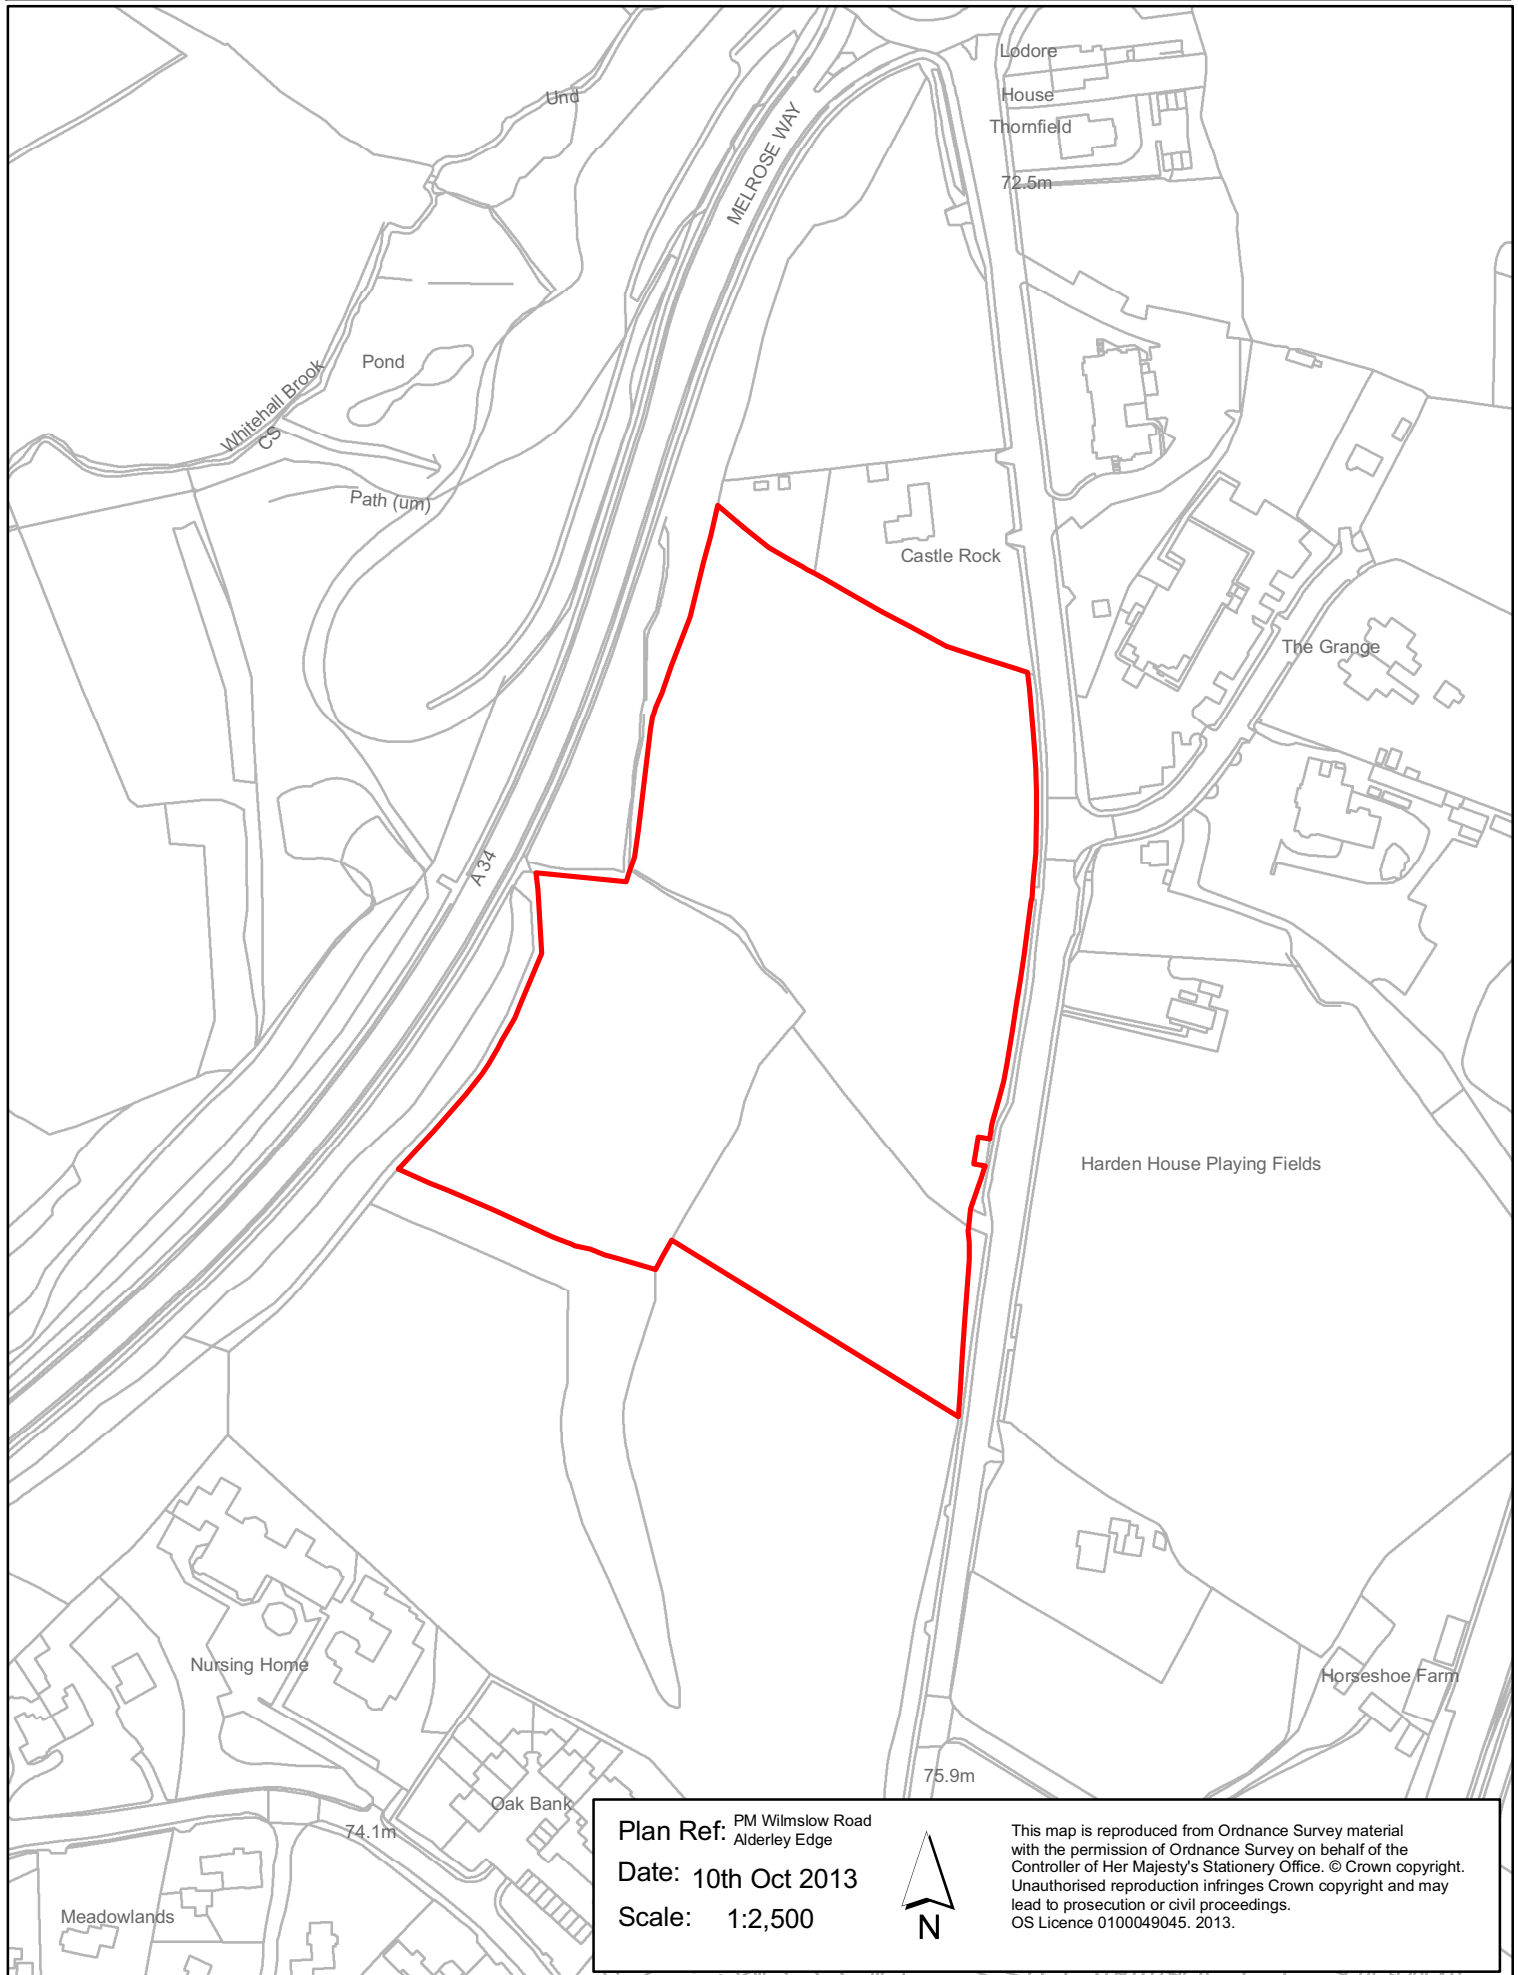 Lodore
House
Und
Thornfield
MELROSE WAY
72.5m
Pond
Whitehall Brook
CS
Path (um)
Castle Rock
The Grange
A 34
Harden House Playing Fields
Nursing Home
Horseshoe Farm
75.9m
Oak Bank
74.1m
Meadowlands
Plan Ref: PM Wilmslow Road
Alderley Edge
Date: 10th Oct 2013
Scale: 1:2,500
N
This map is reproduced from Ordnance Survey material
with the permission of Ordnance Survey on behalf of the
Controller of Her Majesty's Stationery Office. © Crown copyright.
Unauthorised reproduction infringes Crown copyright and may
lead to prosecution or civil proceedings.
OS Licence 0100049045. 2013.